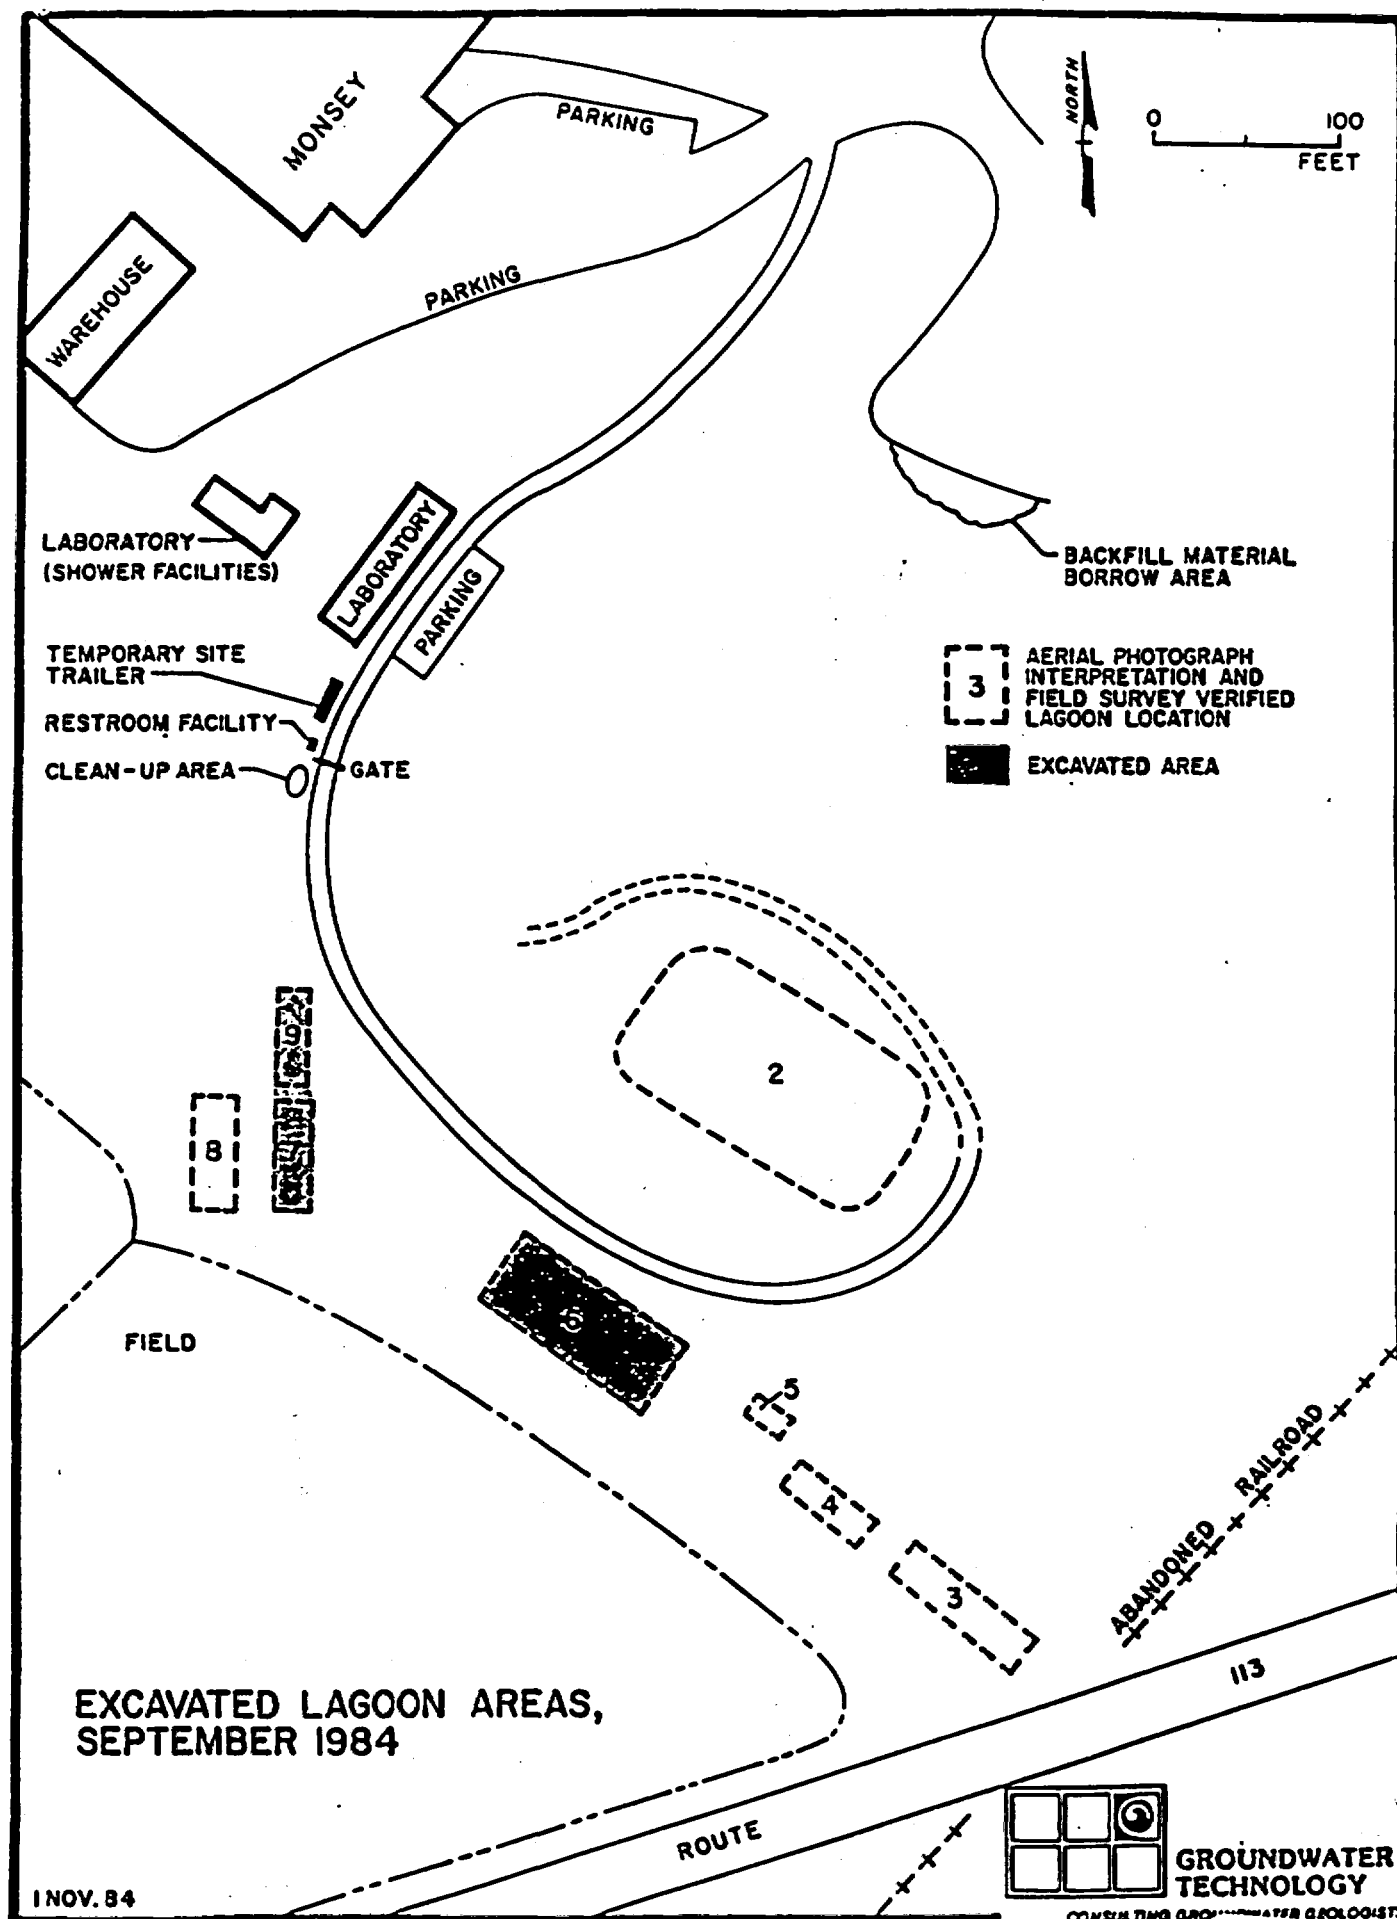 MONSEY
PARKING
NORTH
0 100
FEET
WAREHOUSE
PARKING
LABORATORY
(SHOWER FACILITIES)
LABORATORY
PARKING
BACKFILL MATERIAL
BORROW AREA
TEMPORARY SITE
TRAILER
RESTROOM FACILITY
CLEAN-UP AREA
GATE
3
AERIAL PHOTOGRAPH
INTERPRETATION AND
FIELD SURVEY VERIFIED
LAGOON LOCATION
EXCAVATED AREA
2
8
6
FIELD
5
4
3
ABANDONED RAILROAD
113
ROUTE
EXCAVATED LAGOON AREAS,
SEPTEMBER 1984
1 NOV. 84
GROUNDWATER
TECHNOLOGY
CONSULTING GROUNDWATER GEOLOGIST